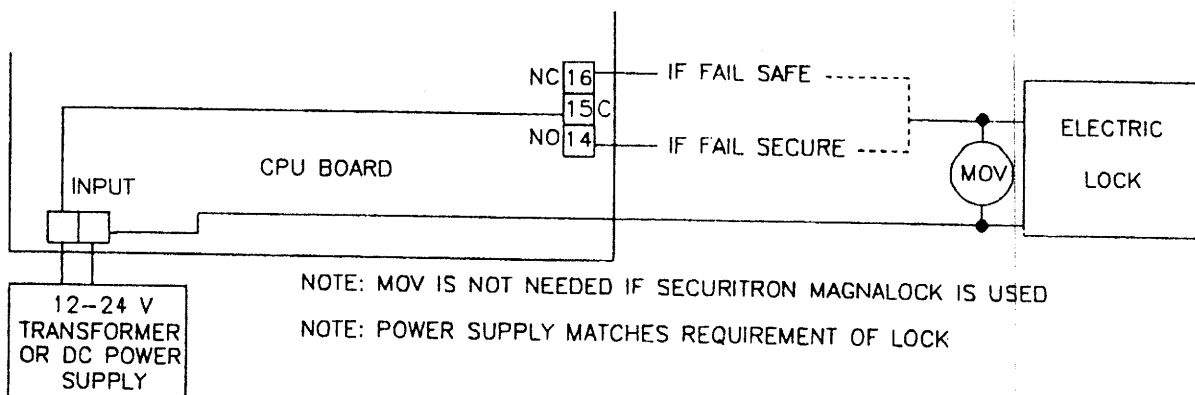 NC 16 IF FAIL SAFE
15 C
NO 14 IF FAIL SECURE
ELECTRIC
LOCK
MOV
CPU BOARD
INPUT
12-24 V
TRANSFORMER
OR DC POWER
SUPPLY
NOTE: MOV IS NOT NEEDED IF SECURITRON MAGNALOCK IS USED
NOTE: POWER SUPPLY MATCHES REQUIREMENT OF LOCK